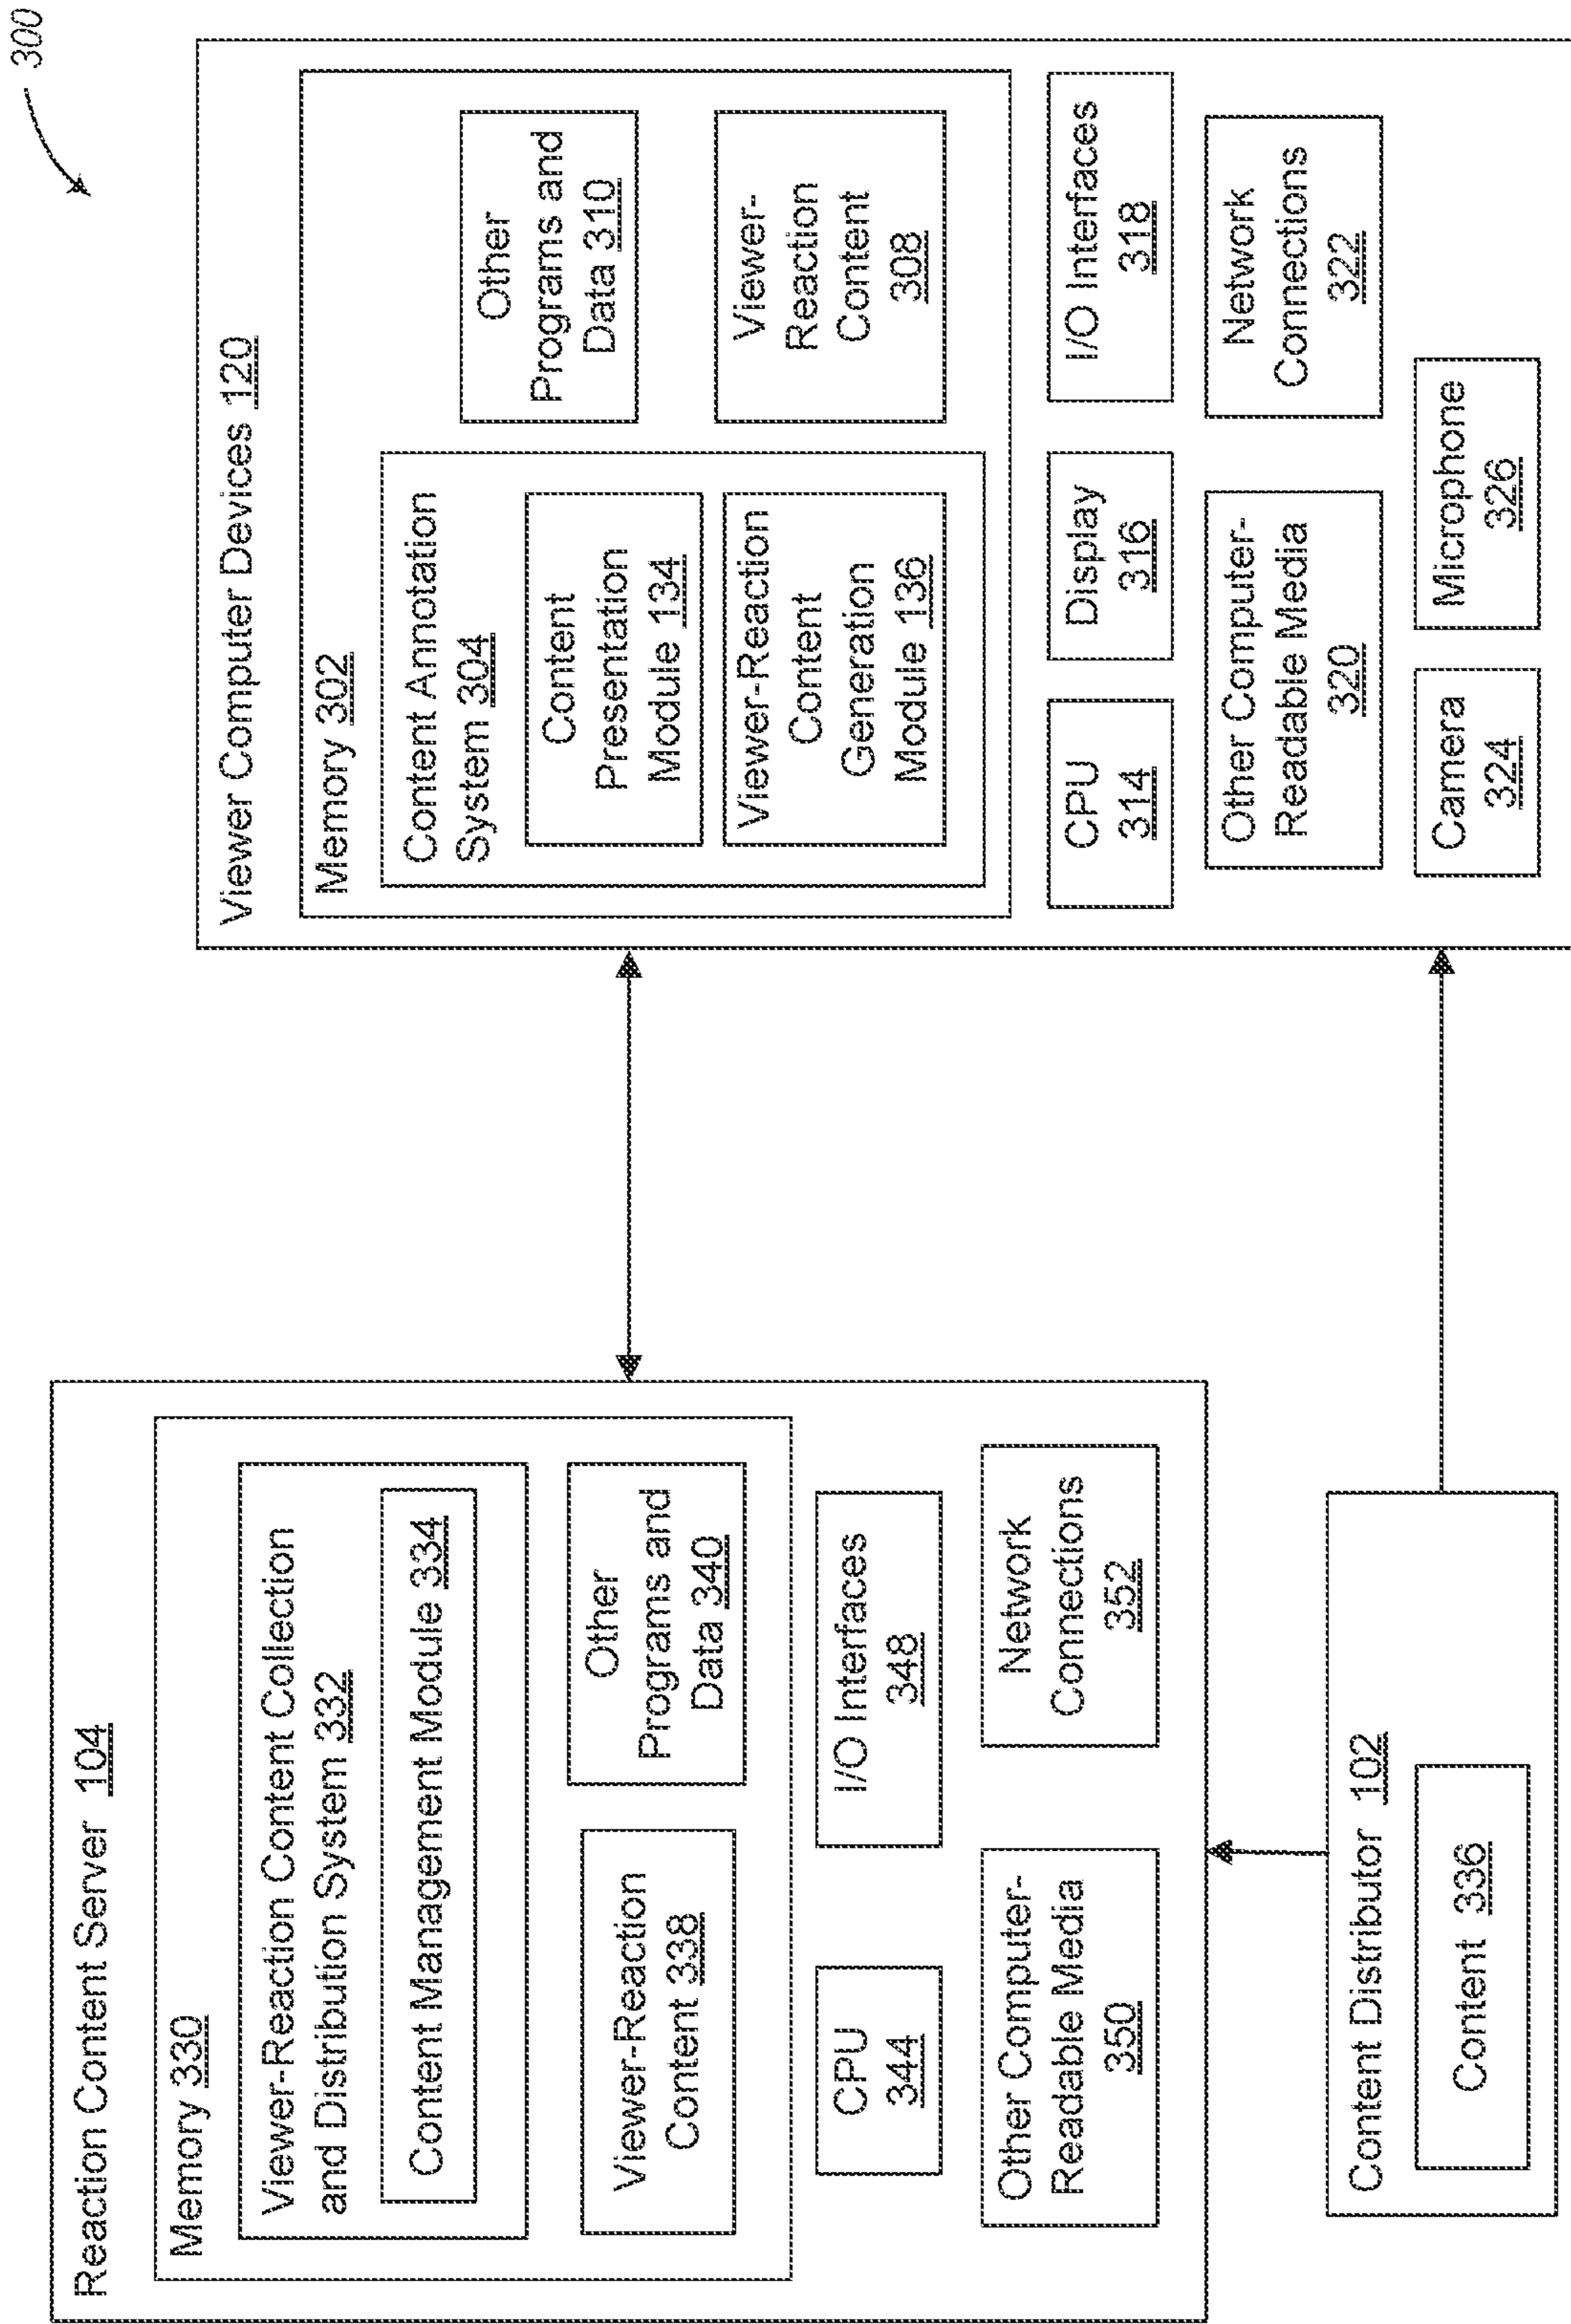 300
Reaction Content Server 104
Memory 330
Viewer-Reaction Content Collection
and Distribution System 332
Content Management Module 334
Viewer-Reaction
Content 338
Other
Programs and
Data 340
CPU
344
I/O Interfaces
348
Other Computer-
Readable Media
350
Network
Connections
352
Content Distributor 102
Content 336
Viewer Computer Devices 120
Memory 302
Content Annotation
System 304
Content
Presentation
Module 134
Viewer-Reaction
Content
Generation
Module 136
Other
Programs and
Data 310
Viewer-
Reaction
Content
308
CPU
314
Display
316
I/O Interfaces
318
Other Computer-
Readable Media
320
Network
Connections
322
Camera
324
Microphone
326